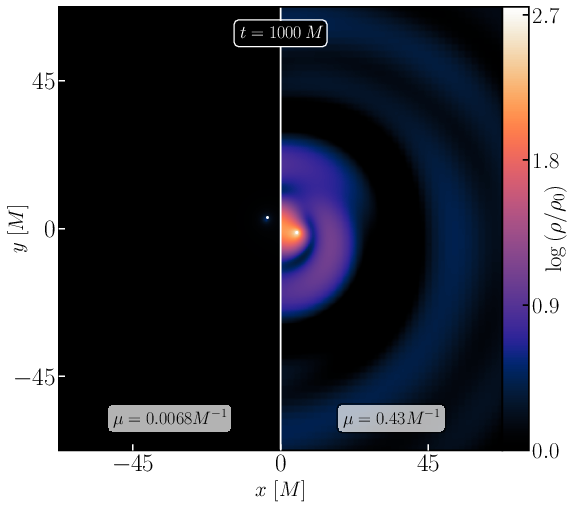 t = 1000 M
2.7
45
1.8
y [M]
0
log (ρ/ρ₀)
0.9
−45
μ = 0.0068M⁻¹
μ = 0.43M⁻¹
0.0
−45
0
45
x [M]